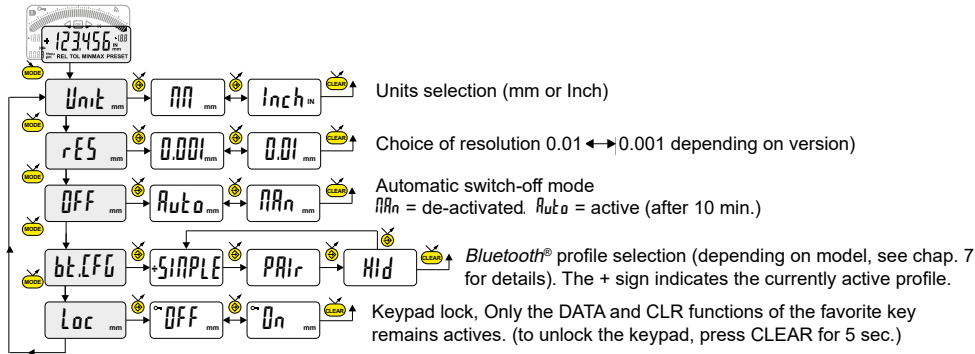 + 123.456 IN
REL TOL MINMAX PRESET
MODE
Unit mm
mm mm
Inch IN
CLEAR
Units selection (mm or Inch)
MODE
rES mm
0.001 mm
0.01 mm
CLEAR
Choice of resolution 0.01 ↔ 0.001 depending on version)
MODE
OFF mm
Auto mm
MAn mm
CLEAR
Automatic switch-off mode
MAn = de-activated. Auto = active (after 10 min.)
MODE
bt.CFG
+SIMPLE
PAIr
HId
CLEAR
Bluetooth® profile selection (depending on model, see chap. 7
for details). The + sign indicates the currently active profile.
MODE
Loc mm
OFF mm
On mm
CLEAR
Keypad lock, Only the DATA and CLR functions of the favorite key
remains actives. (to unlock the keypad, press CLEAR for 5 sec.)